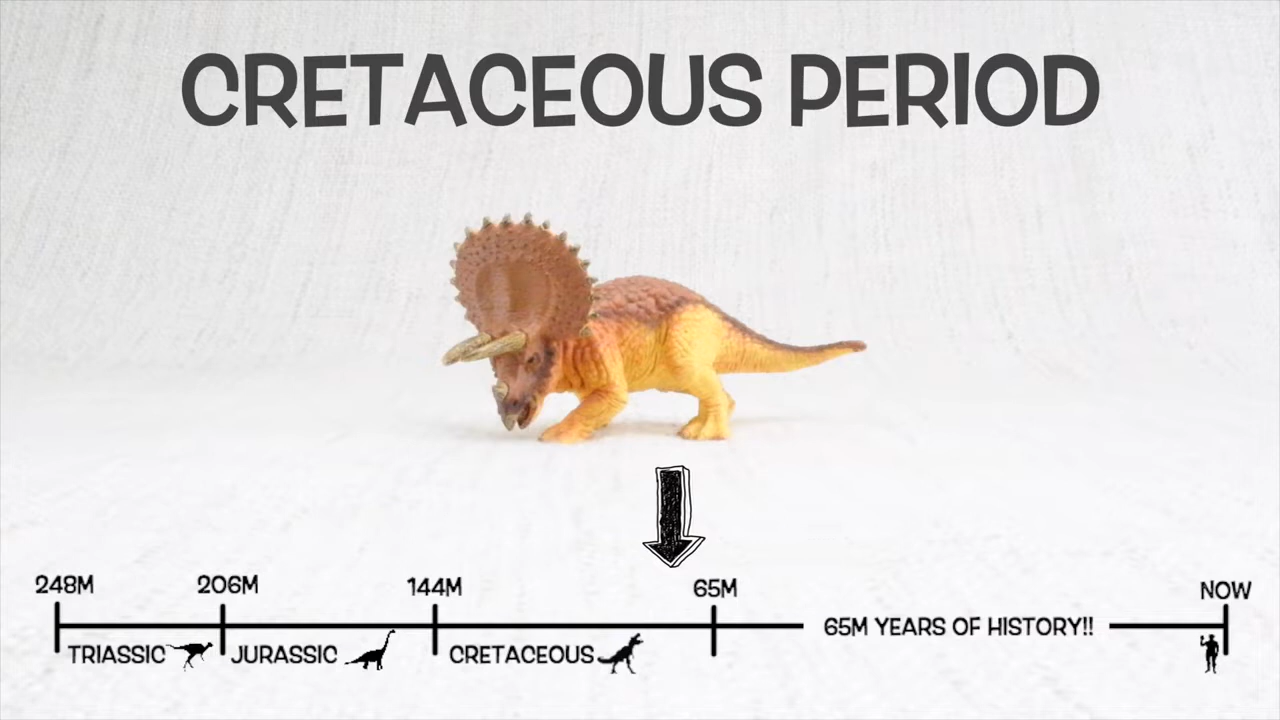 CRETACEOUS PERIOD
248M 206M 144M 65M NOW
65M YEARS OF HISTORY!!
TRIASSIC JURASSIC CRETACEOUS